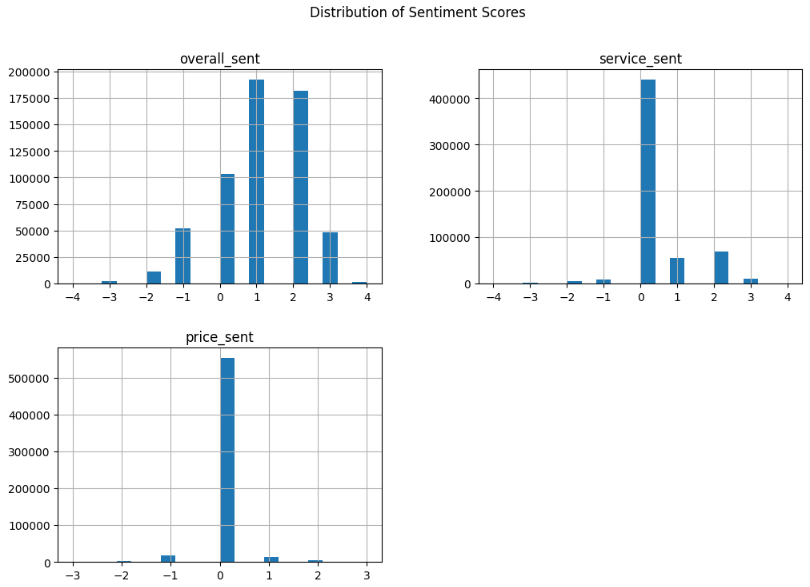 Distribution of Sentiment Scores
overall_sent
200000
175000
150000
125000
100000
75000
50000
25000
0
−4 −3 −2 −1 0 1 2 3 4
service_sent
400000
300000
200000
100000
0
−4 −3 −2 −1 0 1 2 3 4
price_sent
500000
400000
300000
200000
100000
0
−3 −2 −1 0 1 2 3